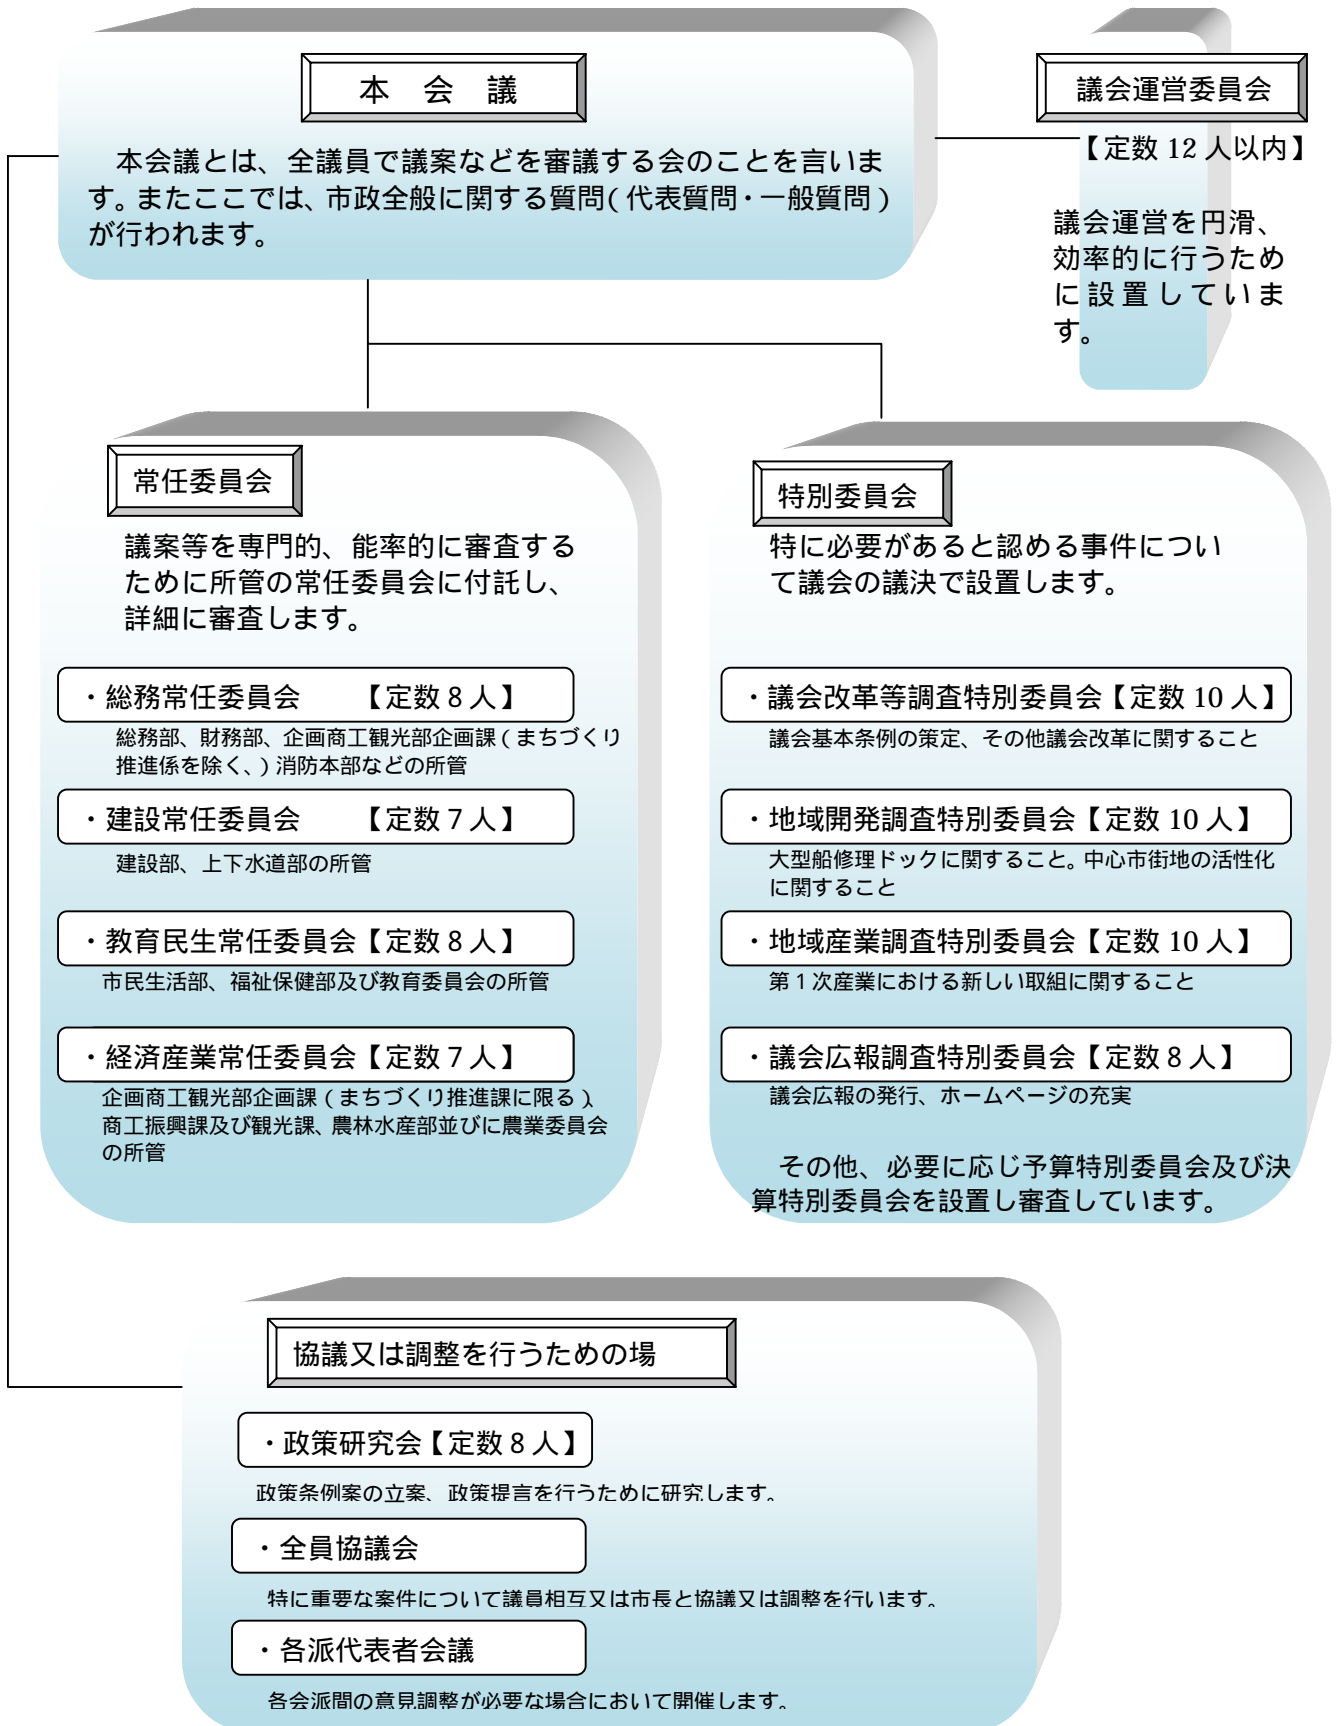 本　会　議
　本会議とは、全議員で議案などを審議する会のことを言いま
す。またここでは、市政全般に関する質問（代表質問・一般質問）
が行われます。
議会運営委員会
【定数 12 人以内】
議会運営を円滑、
効率的に行うため
に設置していま
す。
常任委員会
議案等を専門的、能率的に審査する
ために所管の常任委員会に付託し、
詳細に審査します。
・総務常任委員会　　【定数 8 人】
総務部、財務部、企画商工観光部企画課（まちづくり
推進係を除く、）消防本部などの所管
・建設常任委員会　　【定数 7 人】
建設部、上下水道部の所管
・教育民生常任委員会【定数 8 人】
市民生活部、福祉保健部及び教育委員会の所管
・経済産業常任委員会【定数 7 人】
企画商工観光部企画課（まちづくり推進課に限る）、
商工振興課及び観光課、農林水産部並びに農業委員会
の所管
特別委員会
特に必要があると認める事件につい
て議会の議決で設置します。
・議会改革等調査特別委員会【定数 10 人】
議会基本条例の策定、その他議会改革に関すること
・地域開発調査特別委員会【定数 10 人】
大型船修理ドックに関すること。中心市街地の活性化
に関すること
・地域産業調査特別委員会【定数 10 人】
第１次産業における新しい取組に関すること
・議会広報調査特別委員会【定数 8 人】
議会広報の発行、ホームページの充実
　その他、必要に応じ予算特別委員会及び決
算特別委員会を設置し審査しています。
協議又は調整を行うための場
・政策研究会【定数 8 人】
政策条例案の立案、政策提言を行うために研究します。
・全員協議会
特に重要な案件について議員相互又は市長と協議又は調整を行います。
・各派代表者会議
各会派間の意見調整が必要な場合において開催します。